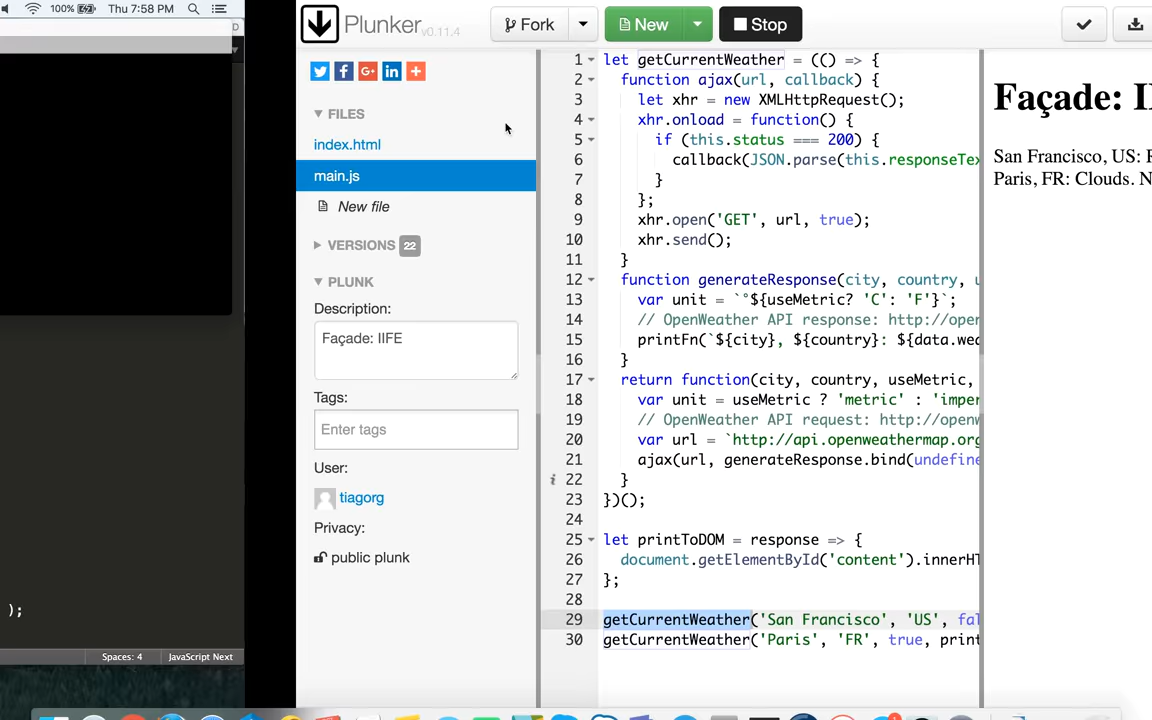 100% Thu 7:58 PM
);
Spaces: 4 JavaScript Next
Plunker v0.11.4
Fork
New
Stop
FILES
index.html
main.js
New file
VERSIONS 22
PLUNK
Description:
Façade: IIFE
Tags:
Enter tags
User:
tiagorg
Privacy:
public plunk
1 let getCurrentWeather = (() => {
2 function ajax(url, callback) {
3 let xhr = new XMLHttpRequest();
4 xhr.onload = function() {
5 if (this.status === 200) {
6 callback(JSON.parse(this.responseTex
7 }
8 };
9 xhr.open('GET', url, true);
10 xhr.send();
11 }
12 function generateResponse(city, country, u
13 var unit = `°${useMetric? 'C': 'F'}`;
14 // OpenWeather API response: http://open
15 printFn(`${city}, ${country}: ${data.wea
16 }
17 return function(city, country, useMetric,
18 var unit = useMetric ? 'metric' : 'imper
19 // OpenWeather API request: http://openw
20 var url = `http://api.openweathermap.org
21 ajax(url, generateResponse.bind(undefine
22 }
23 })();
24
25 let printToDOM = response => {
26 document.getElementById('content').innerHT
27 };
28
29 getCurrentWeather('San Francisco', 'US', fal
30 getCurrentWeather('Paris', 'FR', true, print
Façade: I
San Francisco, US:
Paris, FR: Clouds. N